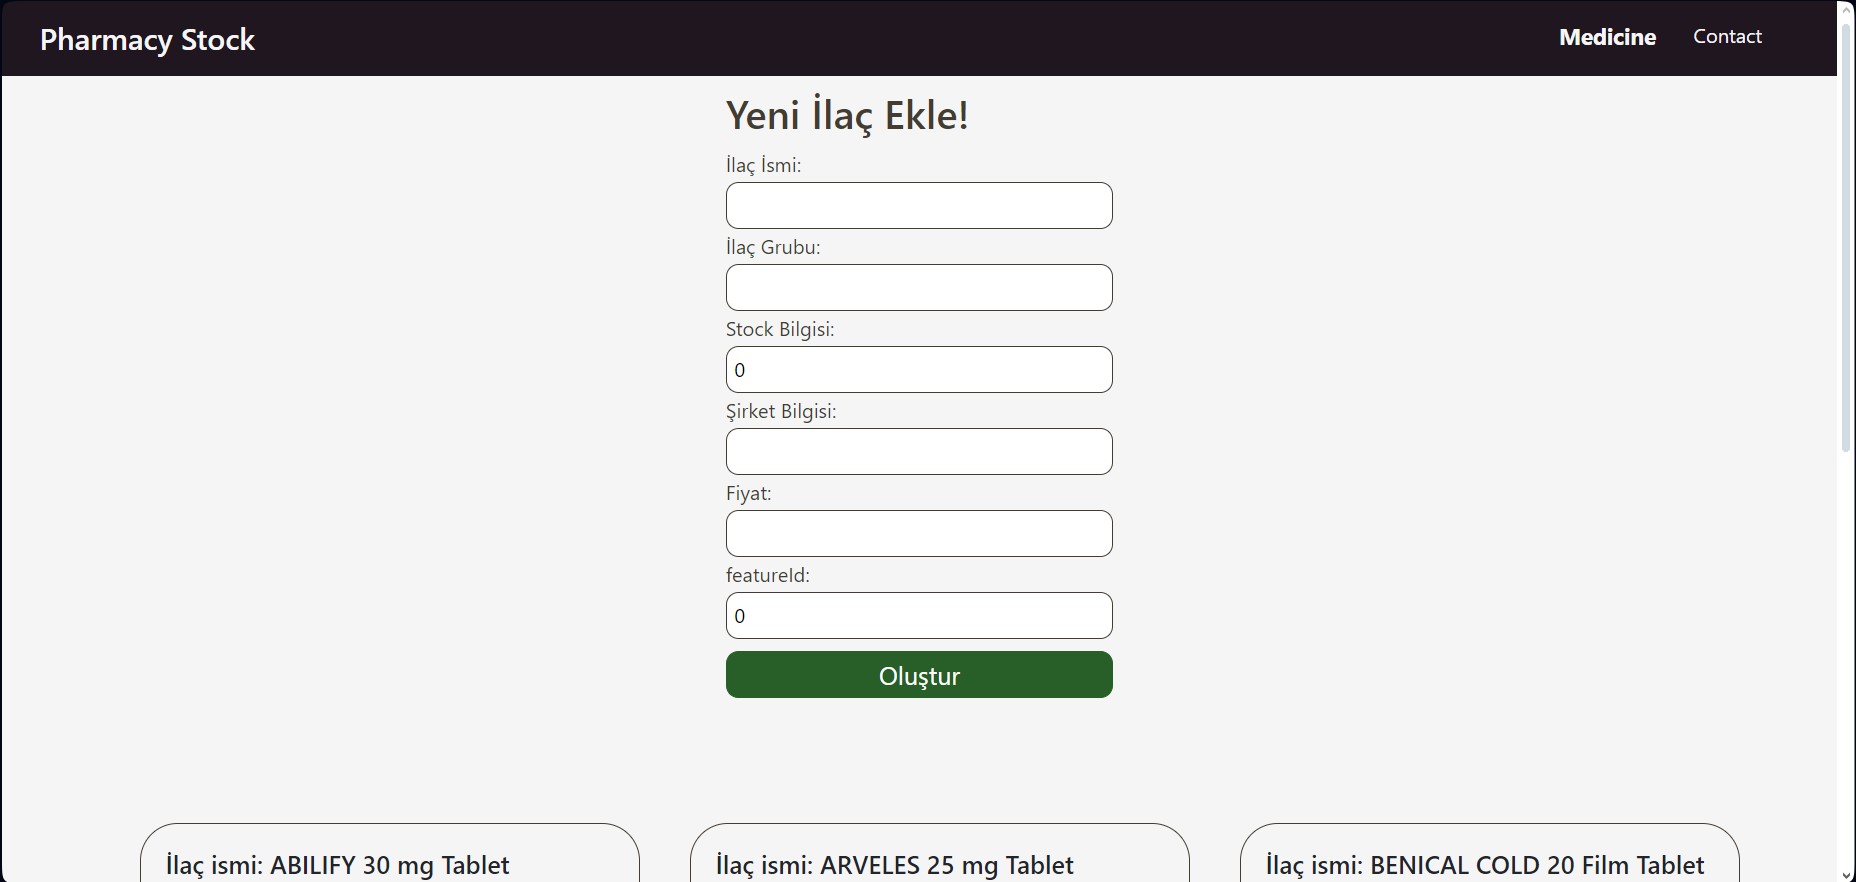 Pharmacy Stock
Medicine
Contact
Yeni İlaç Ekle!
İlaç İsmi:
İlaç Grubu:
Stock Bilgisi:
0
Şirket Bilgisi:
Fiyat:
featureId:
0
Oluştur
İlaç ismi: ABILIFY 30 mg Tablet
İlaç ismi: ARVELES 25 mg Tablet
İlaç ismi: BENICAL COLD 20 Film Tablet